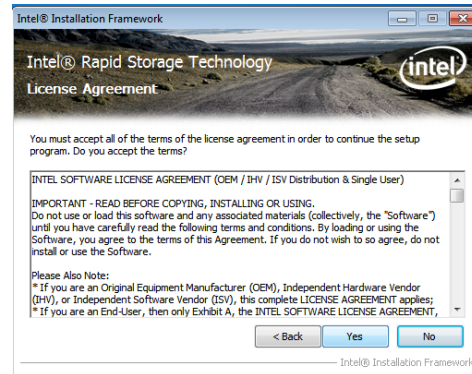 Intel® Installation Framework
Intel® Rapid Storage Technology
License Agreement
intel
You must accept all of the terms of the license agreement in order to continue the setup
program. Do you accept the terms?
INTEL SOFTWARE LICENSE AGREEMENT (OEM / IHV / ISV Distribution & Single User)
IMPORTANT - READ BEFORE COPYING, INSTALLING OR USING.
Do not use or load this software and any associated materials (collectively, the "Software")
until you have carefully read the following terms and conditions. By loading or using the
Software, you agree to the terms of this Agreement. If you do not wish to so agree, do not
install or use the Software.
Please Also Note:
* If you are an Original Equipment Manufacturer (OEM), Independent Hardware Vendor
(IHV), or Independent Software Vendor (ISV), this complete LICENSE AGREEMENT applies;
* If you are an End-User, then only Exhibit A, the INTEL SOFTWARE LICENSE AGREEMENT,
< Back Yes No
Intel® Installation Framework